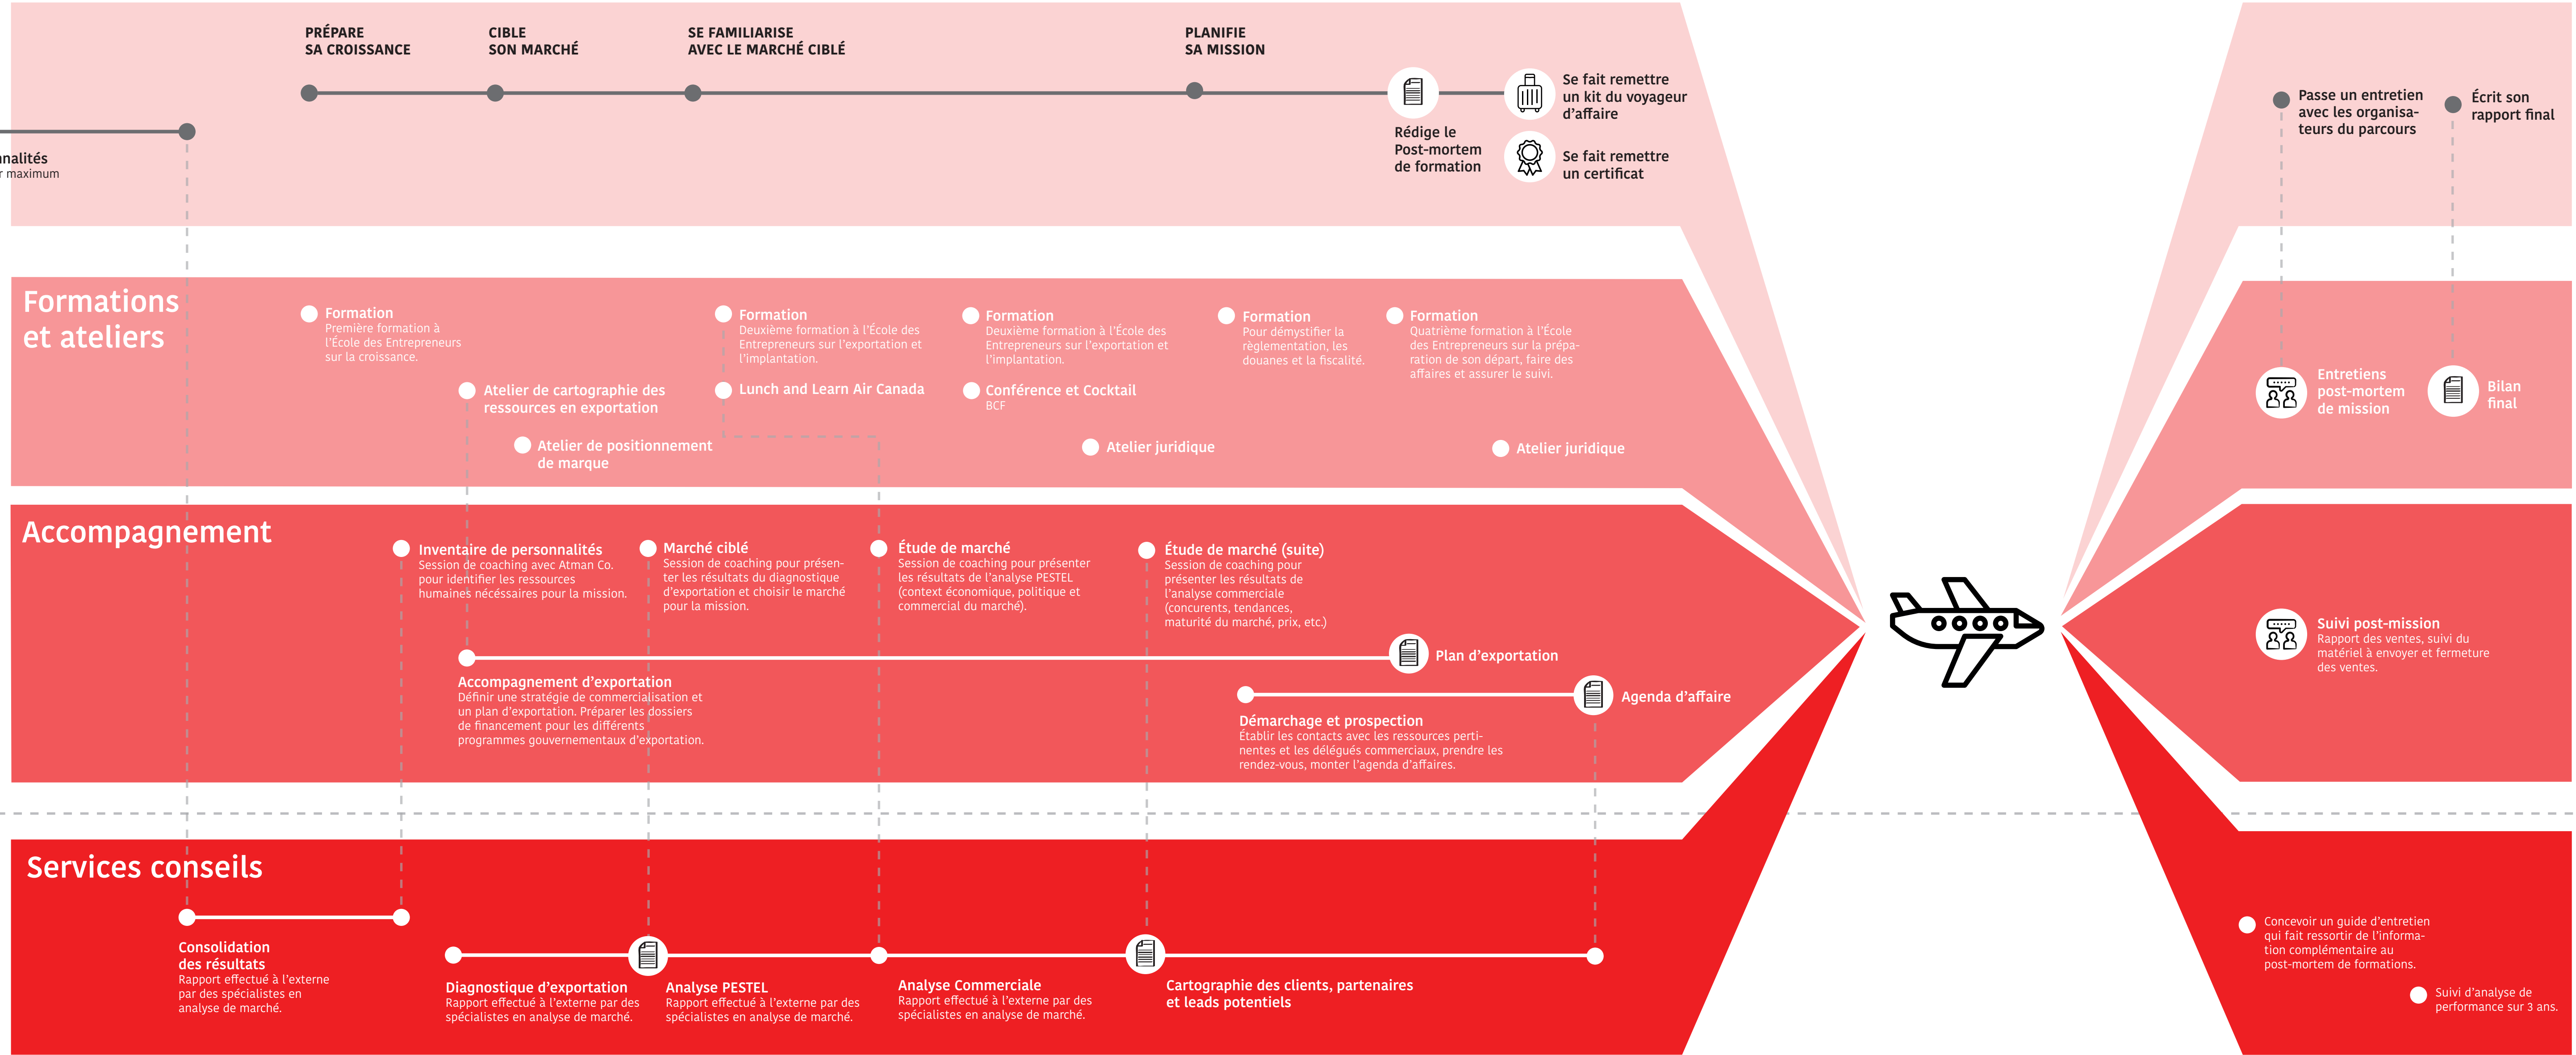 PRÉPARE
SA CROISSANCE
CIBLE
SON MARCHÉ
SE FAMILIARISE
AVEC LE MARCHÉ CIBLÉ
PLANIFIE
SA MISSION
nnalités
r maximum
Rédige le
Post-mortem
de formation
Se fait remettre
un kit du voyageur
d'affaire
Se fait remettre
un certificat
Passe un entretien
avec les organisa-
teurs du parcours
Écrit son
rapport final
Formations
et ateliers
Formation
Première formation à
l'École des Entrepreneurs
sur la croissance.
Atelier de cartographie des
ressources en exportation
Atelier de positionnement
de marque
Formation
Deuxième formation à l'École des
Entrepreneurs sur l'exportation et
l'implantation.
Lunch and Learn Air Canada
Formation
Deuxième formation à l'École des
Entrepreneurs sur l'exportation et
l'implantation.
Conférence et Cocktail
BCF
Atelier juridique
Formation
Pour démystifier la
règlementation, les
douanes et la fiscalité.
Formation
Quatrième formation à l'École
des Entrepreneurs sur la prépa-
ration de son départ, faire des
affaires et assurer le suivi.
Atelier juridique
Entretiens
post-mortem
de mission
Bilan
final
Accompagnement
Inventaire de personnalités
Session de coaching avec Atman Co.
pour identifier les ressources
humaines nécéssaires pour la mission.
Marché ciblé
Session de coaching pour présen-
ter les résultats du diagnostique
d'exportation et choisir le marché
pour la mission.
Étude de marché
Session de coaching pour présenter
les résultats de l'analyse PESTEL
(context économique, politique et
commercial du marché).
Étude de marché (suite)
Session de coaching pour
présenter les résultats de
l'analyse commerciale
(concurents, tendances,
maturité du marché, prix, etc.)
Plan d'exportation
Accompagnement d'exportation
Définir une stratégie de commercialisation et
un plan d'exportation. Préparer les dossiers
de financement pour les différents
programmes gouvernementaux d'exportation.
Agenda d'affaire
Démarchage et prospection
Établir les contacts avec les ressources perti-
nentes et les délégués commerciaux, prendre les
rendez-vous, monter l'agenda d'affaires.
Suivi post-mission
Rapport des ventes, suivi du
matériel à envoyer et fermeture
des ventes.
Services conseils
Consolidation
des résultats
Rapport effectué à l'externe
par des spécialistes en
analyse de marché.
Diagnostique d'exportation
Rapport effectué à l'externe par des
spécialistes en analyse de marché.
Analyse PESTEL
Rapport effectué à l'externe par des
spécialistes en analyse de marché.
Analyse Commerciale
Rapport effectué à l'externe par des
spécialistes en analyse de marché.
Cartographie des clients, partenaires
et leads potentiels
Concevoir un guide d'entretien
qui fait ressortir de l'informa-
tion complémentaire au
post-mortem de formations.
Suivi d'analyse de
performance sur 3 ans.